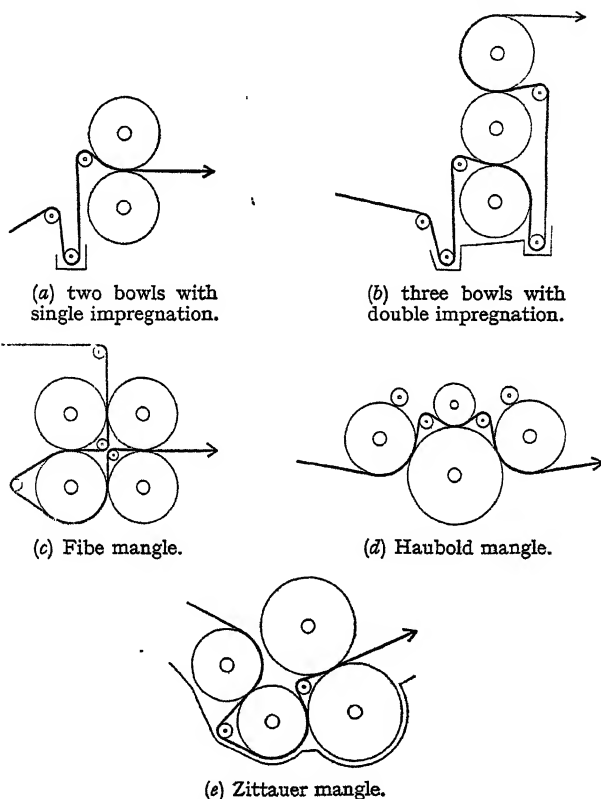 (a) two bowls with
single impregnation.
(b) three bowls with
double impregnation.
(c) Fibe mangle.
(d) Haubold mangle.
(e) Zittauer mangle.